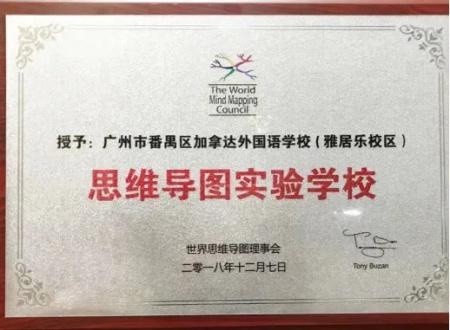 The World
Mind Mapping
Council
授予：广州市番禺区加拿达外国语学校（雅居乐校区）
思维导图实验学校
世界思维导图理事会
二零一八年十二月七日
Tony Buzan